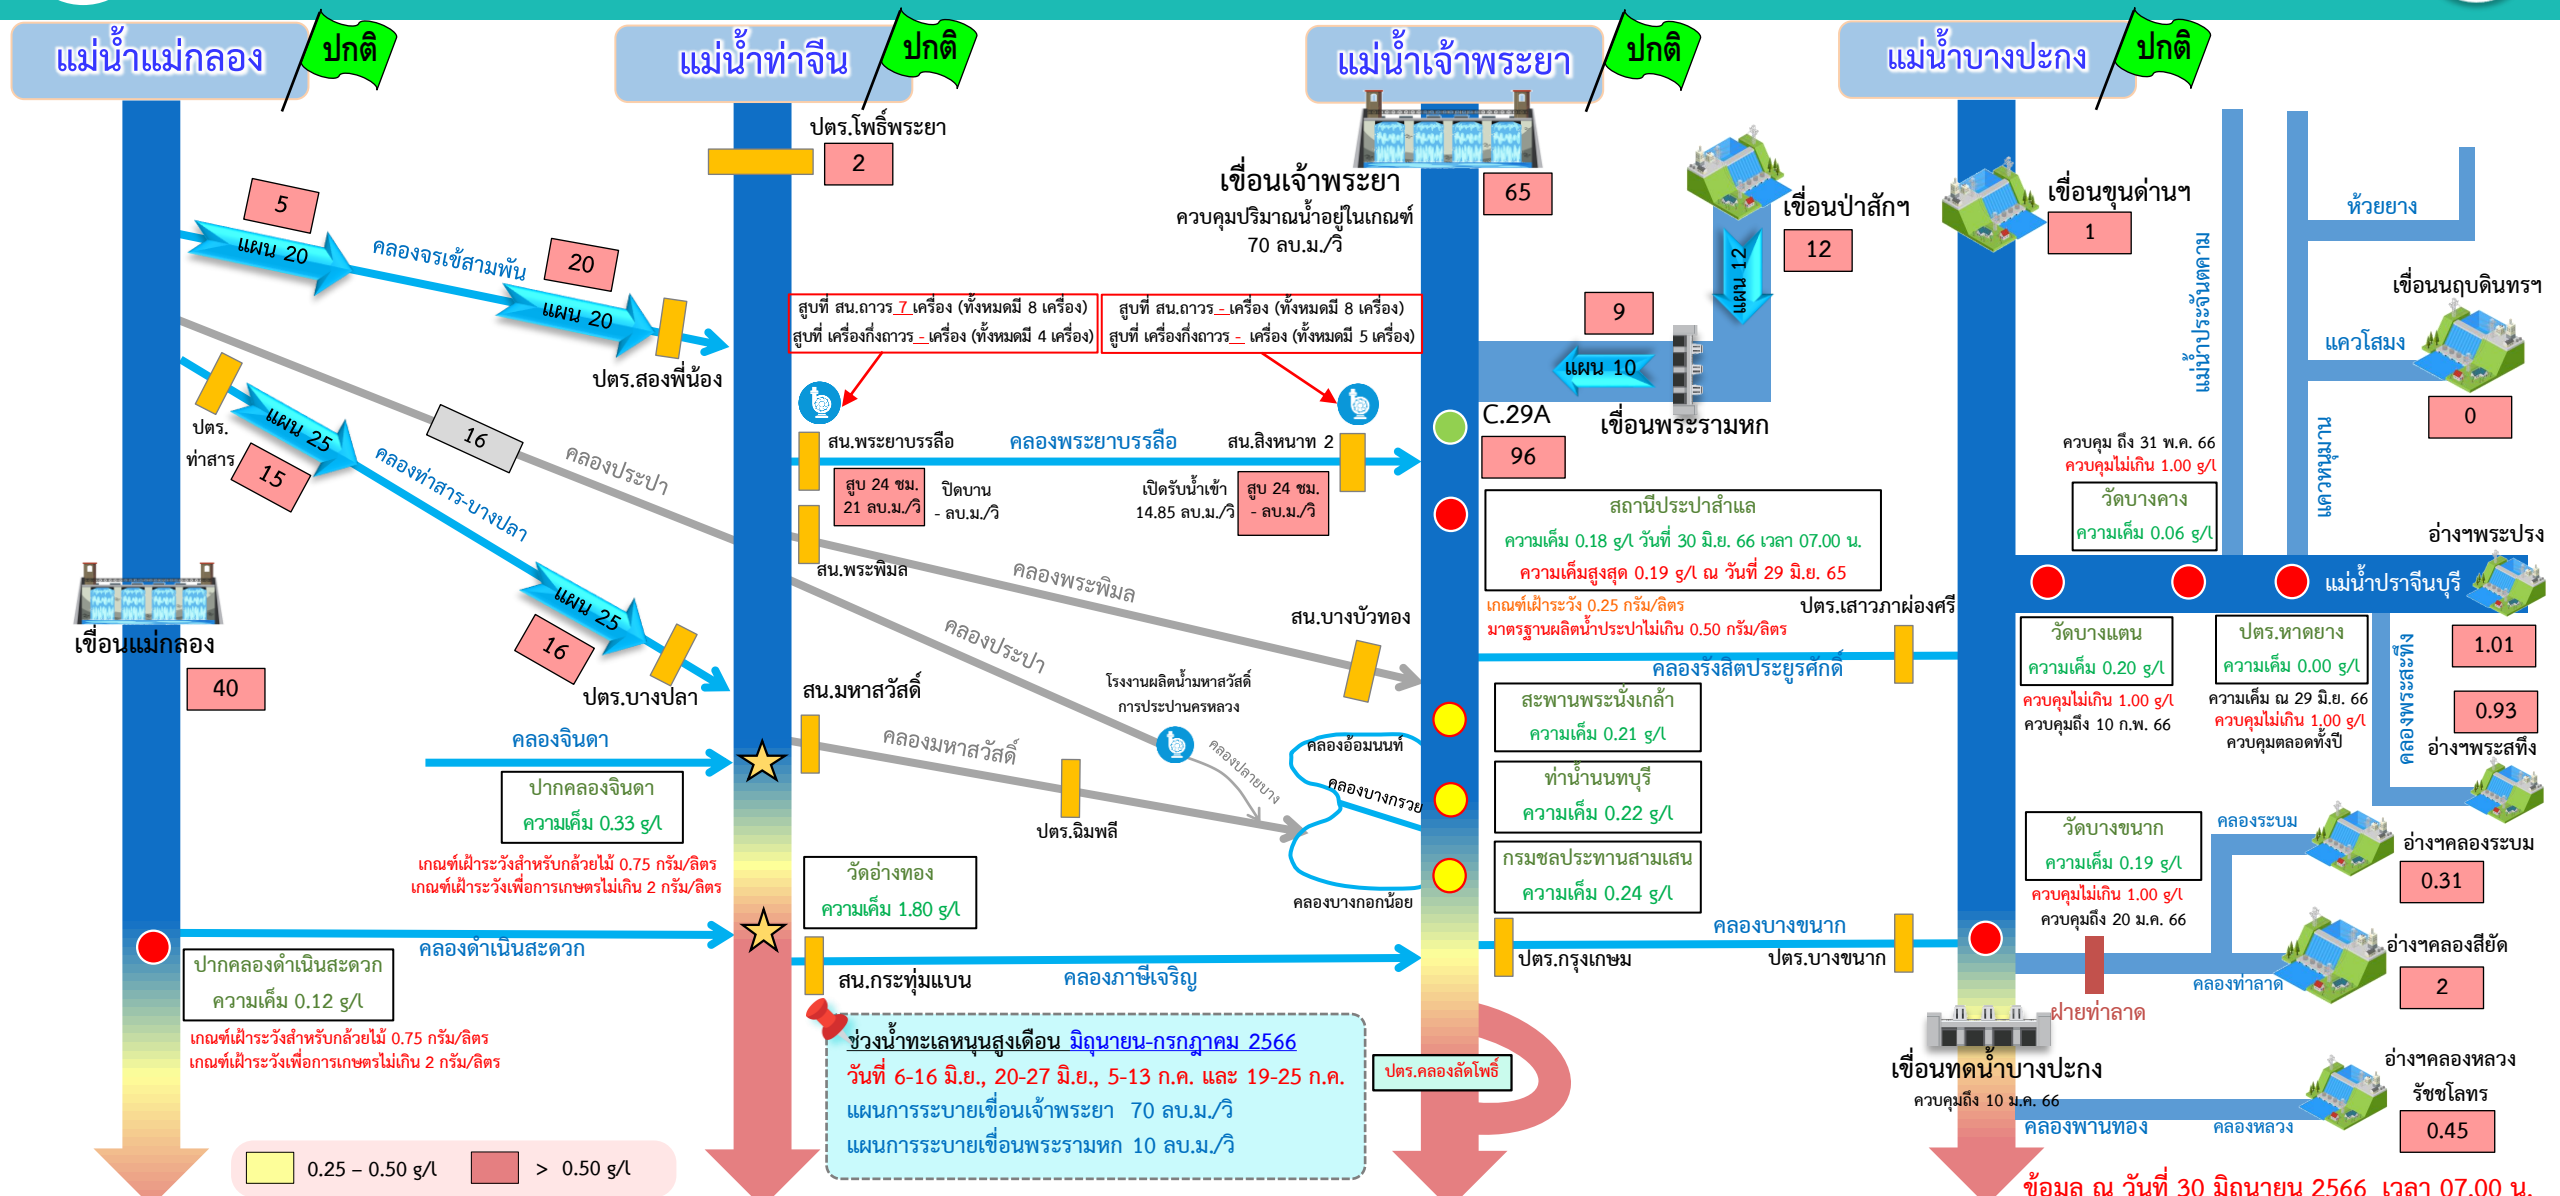 แม่น้ำแม่กลอง
ปกติ
แม่น้ำท่าจีน
ปกติ
แม่น้ำเจ้าพระยา
ปกติ
แม่น้ำบางปะกง
ปกติ
5
แผน 20
คลองจรเข้สามพัน
20
แผน 20
ปตร.สองพี่น้อง
ปตร.
ท่าสาร
แผน 25
15
คลองท่าสาร-บางปลา
16
คลองประปา
แผน 25
16
ปตร.บางปลา
เขื่อนแม่กลอง
40
คลองจินดา
ปากคลองจินดา
ความเค็ม 0.33 g/l
เกณฑ์เฝ้าระวังสำหรับกล้วยไม้ 0.75 กรัม/ลิตร
เกณฑ์เฝ้าระวังเพื่อการเกษตรไม่เกิน 2 กรัม/ลิตร
คลองดำเนินสะดวก
ปากคลองดำเนินสะดวก
ความเค็ม 0.12 g/l
เกณฑ์เฝ้าระวังสำหรับกล้วยไม้ 0.75 กรัม/ลิตร
เกณฑ์เฝ้าระวังเพื่อการเกษตรไม่เกิน 2 กรัม/ลิตร
0.25 – 0.50 g/l
> 0.50 g/l
ปตร.โพธิ์พระยา
2
สูบที่ สน.ถาวร 7 เครื่อง (ทั้งหมดมี 8 เครื่อง)
สูบที่ เครื่องกึ่งถาวร - เครื่อง (ทั้งหมดมี 4 เครื่อง)
สูบที่ สน.ถาวร - เครื่อง (ทั้งหมดมี 8 เครื่อง)
สูบที่ เครื่องกึ่งถาวร - เครื่อง (ทั้งหมดมี 5 เครื่อง)
สน.พระยาบรรลือ
คลองพระยาบรรลือ
สน.สิงหนาท 2
สูบ 24 ชม.
21 ลบ.ม./วิ
ปิดบาน
- ลบ.ม./วิ
เปิดรับน้ำเข้า
14.85 ลบ.ม./วิ
สูบ 24 ชม.
- ลบ.ม./วิ
สน.พระพิมล
คลองพระพิมล
สน.บางบัวทอง
คลองประปา
โรงงานผลิตน้ำมหาสวัสดิ์
การประปานครหลวง
สน.มหาสวัสดิ์
คลองมหาสวัสดิ์
ปตร.ฉิมพลี
คลองปลายบาง
คลองอ้อมนนท์
คลองบางกรวย
คลองบางกอกน้อย
วัดอ่างทอง
ความเค็ม 1.80 g/l
สน.กระทุ่มแบน
คลองภาษีเจริญ
ช่วงน้ำทะเลหนุนสูงเดือน มิถุนายน-กรกฎาคม 2566
วันที่ 6-16 มิ.ย., 20-27 มิ.ย., 5-13 ก.ค. และ 19-25 ก.ค.
แผนการระบายเขื่อนเจ้าพระยา 70 ลบ.ม./วิ
แผนการระบายเขื่อนพระรามหก 10 ลบ.ม./วิ
ปตร.คลองลัดโพธิ์
เขื่อนเจ้าพระยา
ควบคุมปริมาณน้ำอยู่ในเกณฑ์
70 ลบ.ม./วิ
65
เขื่อนป่าสักฯ
12
แผน 12
9
แผน 10
เขื่อนพระรามหก
C.29A
96
สถานีประปาสำแล
ความเค็ม 0.18 g/l วันที่ 30 มิ.ย. 66 เวลา 07.00 น.
ความเค็มสูงสุด 0.19 g/l ณ วันที่ 29 มิ.ย. 65
เกณฑ์เฝ้าระวัง 0.25 กรัม/ลิตร
มาตรฐานผลิตน้ำประปาไม่เกิน 0.50 กรัม/ลิตร
ปตร.เสาวภาผ่องศรี
คลองรังสิตประยูรศักดิ์
สะพานพระนั่งเกล้า
ความเค็ม 0.21 g/l
ท่าน้ำนนทบุรี
ความเค็ม 0.22 g/l
กรมชลประทานสามเสน
ความเค็ม 0.24 g/l
ปตร.กรุงเกษม
คลองบางขนาก
ปตร.บางขนาก
เขื่อนขุนด่านฯ
1
แม่น้ำประจันตคาม
ห้วยยาง
เขื่อนนฤบดินทรฯ
แควโสมง
0
แควหนุมาน
ควบคุม ถึง 31 พ.ค. 66
ควบคุมไม่เกิน 1.00 g/l
วัดบางคาง
ความเค็ม 0.06 g/l
อ่างฯพระปรง
แม่น้ำปราจีนบุรี
1.01
วัดบางแตน
ความเค็ม 0.20 g/l
ควบคุมไม่เกิน 1.00 g/l
ควบคุมถึง 10 ก.พ. 66
ปตร.หาดยาง
ความเค็ม 0.00 g/l
ความเค็ม ณ 29 มิ.ย. 66
ควบคุมไม่เกิน 1.00 g/l
ควบคุมตลอดทั้งปี
คลองพระสะทึง
0.93
อ่างฯพระสทึง
วัดบางขนาก
ความเค็ม 0.19 g/l
ควบคุมไม่เกิน 1.00 g/l
ควบคุมถึง 20 ม.ค. 66
คลองระบม
อ่างฯคลองระบม
0.31
อ่างฯคลองสียัด
2
คลองท่าลาด
ฝายท่าลาด
เขื่อนทดน้ำบางปะกง
ควบคุมถึง 10 ม.ค. 66
คลองพานทอง
คลองหลวง
อ่างฯคลองหลวง
รัชชโลทร
0.45
ข้อมูล ณ วันที่ 30 มิถุนายน 2566 เวลา 07.00 น.